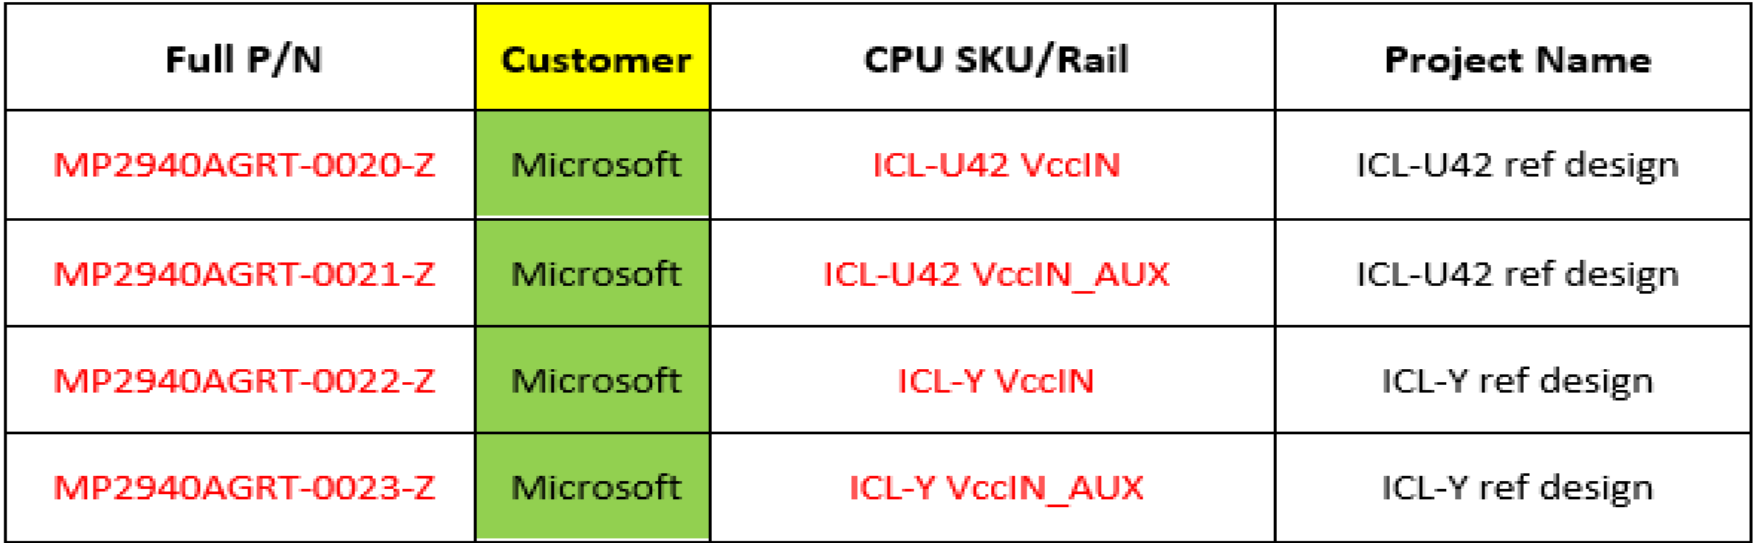 Full P/N Customer CPU SKU/Rail Project Name
MP2940AGRT-0020-Z Microsoft ICL-U42 VccIN ICL-U42 ref design
MP2940AGRT-0021-Z Microsoft ICL-U42 VccIN_AUX ICL-U42 ref design
MP2940AGRT-0022-Z Microsoft ICL-Y VccIN ICL-Y ref design
MP2940AGRT-0023-Z Microsoft ICL-Y VccIN_AUX ICL-Y ref design